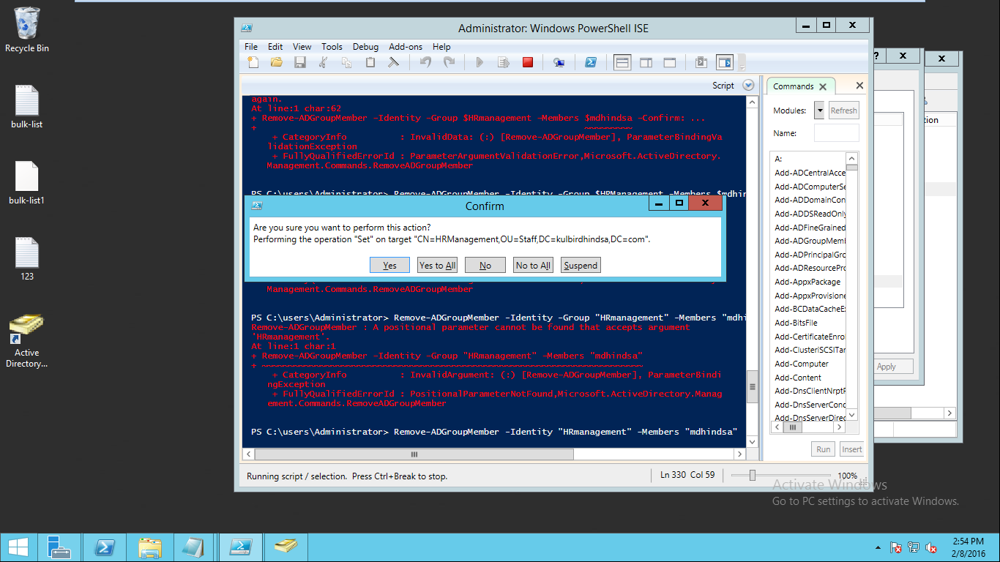 Recycle Bin
bulk-list
bulk-list1
123
Active
Directory...
Administrator: Windows PowerShell ISE
File Edit View Tools Debug Add-ons Help
Script
again.
At line:1 char:62
+ Remove-ADGroupMember -Identity -Group $HRmanagement -Members $mdhindsa -Confirm: ...
+ ~~~~~~~~~
+ CategoryInfo : InvalidData: (:) [Remove-ADGroupMember], ParameterBindingVa
lidationException
+ FullyQualifiedErrorId : ParameterArgumentValidationError,Microsoft.ActiveDirectory.
Management.Commands.RemoveADGroupMember
PS C:\users\Administrator> Remove-ADGroupMember -Identity -Group $HRManagement -Members $mdhin
Confirm
Are you sure you want to perform this action?
Performing the operation "Set" on target "CN=HRManagement,OU=Staff,DC=kulbirdhindsa,DC=com".
Yes Yes to All No No to All Suspend
Management.Commands.RemoveADGroupMember
PS C:\users\Administrator> Remove-ADGroupMember -Identity -Group "HRmanagement" -Members "mdhi
Remove-ADGroupMember : A positional parameter cannot be found that accepts argument
'HRmanagement'.
At line:1 char:1
+ Remove-ADGroupMember -Identity -Group "HRmanagement" -Members "mdhindsa"
+ ~~~~~~~~~~~~~~~~~~~~~~~~~~~~~~~~~~~~~~~~~~~~~~~~~~~~~~~~~~~~~~~~~~~~~~~~
+ CategoryInfo : InvalidArgument: (:) [Remove-ADGroupMember], ParameterBindi
ngException
+ FullyQualifiedErrorId : PositionalParameterNotFound,Microsoft.ActiveDirectory.Manag
ement.Commands.RemoveADGroupMember
PS C:\users\Administrator> Remove-ADGroupMember -Identity "HRmanagement" -Members "mdhindsa"
Running script / selection. Press Ctrl+Break to stop.
Ln 330 Col 59
100%
Commands
Modules: Refresh
Name:
A:
Add-ADCentralAcce
Add-ADComputerSe
Add-ADDomainCon
Add-ADDSReadOnly
Add-ADFineGrained
Add-ADGroupMem
Add-ADPrincipalGro
Add-ADResourcePro
Add-AppxPackage
Add-AppxProvisione
Add-BCDataCacheEx
Add-BitsFile
Add-CertificateEnrol
Add-ClusteriSCSITar
Add-Computer
Add-Content
Add-DnsClientNrptR
Add-DnsServerCond
Add-DnsServerDirec
Run Insert
tion
Apply
Activate Windows
Go to PC settings to activate Windows.
2:54 PM
2/8/2016